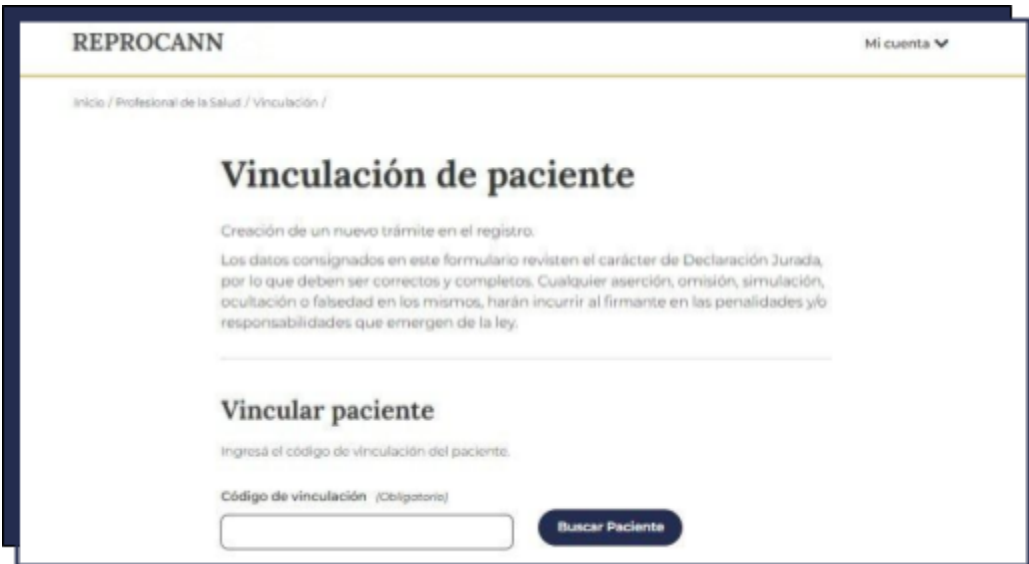 REPROCANN
Mi cuenta
Inicio / Profesional de la Salud / Vinculación /
Vinculación de paciente
Creación de un nuevo trámite en el registro.
Los datos consignados en este formulario revisten el carácter de Declaración Jurada,
por lo que deben ser correctos y completos. Cualquier aserción, omisión, simulación,
ocultación o falsedad en los mismos, harán incurrir al firmante en las penalidades y/o
responsabilidades que emergen de la ley.
Vincular paciente
Ingresá el código de vinculación del paciente.
Código de vinculación (Obligatorio)
Buscar Paciente